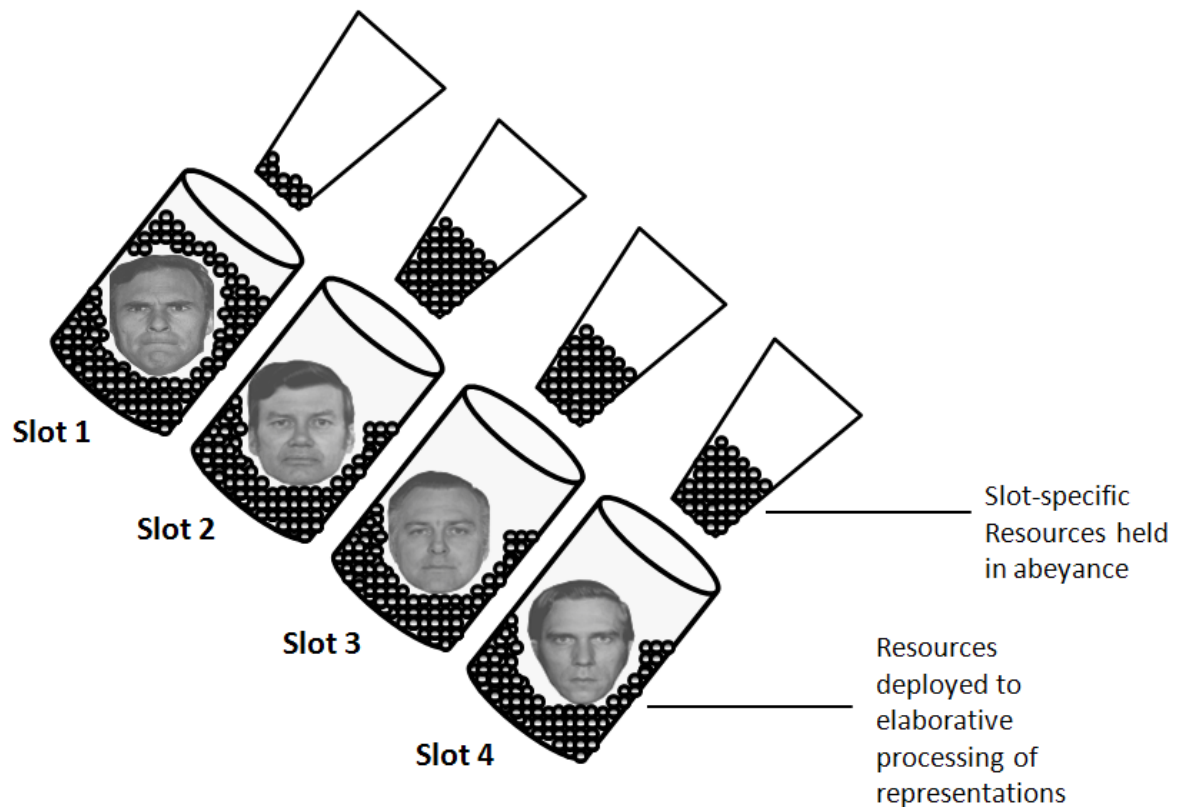 Slot 1
Slot 2
Slot 3
Slot 4
Slot-specific
Resources held
in abeyance
Resources
deployed to
elaborative
processing of
representations